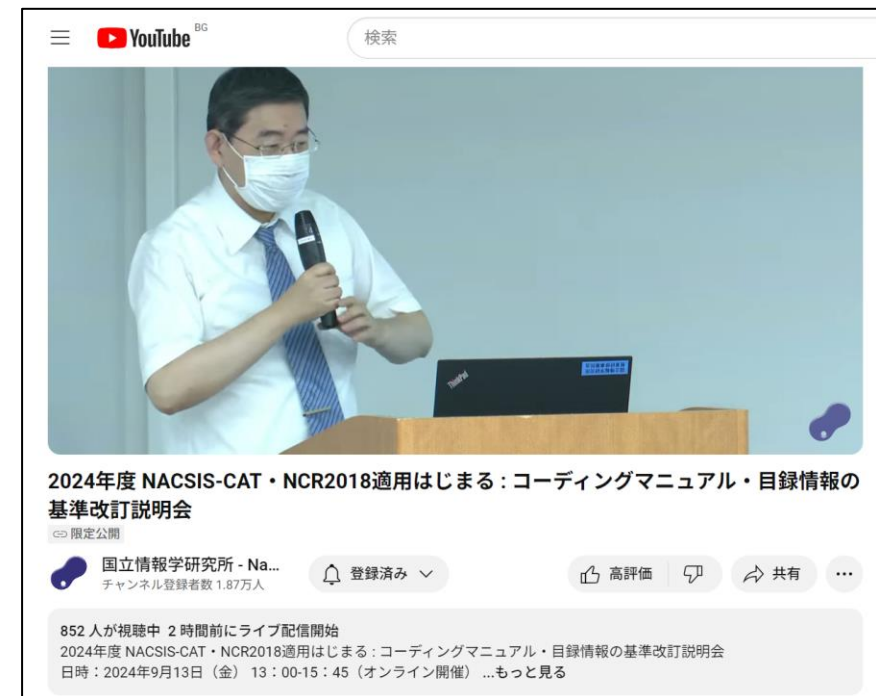 YouTube BG
検索
ThinkPad
2024年度 NACSIS-CAT・NCR2018適用はじまる : コーディングマニュアル・目録情報の
基準改訂説明会
限定公開
国立情報学研究所 - Na...
チャンネル登録者数 1.87万人
登録済み
高評価
共有
852 人が視聴中 2 時間前にライブ配信開始
2024年度 NACSIS-CAT・NCR2018適用はじまる : コーディングマニュアル・目録情報の基準改訂説明会
日時：2024年9月13日（金） 13：00-15：45（オンライン開催） ...もっと見る